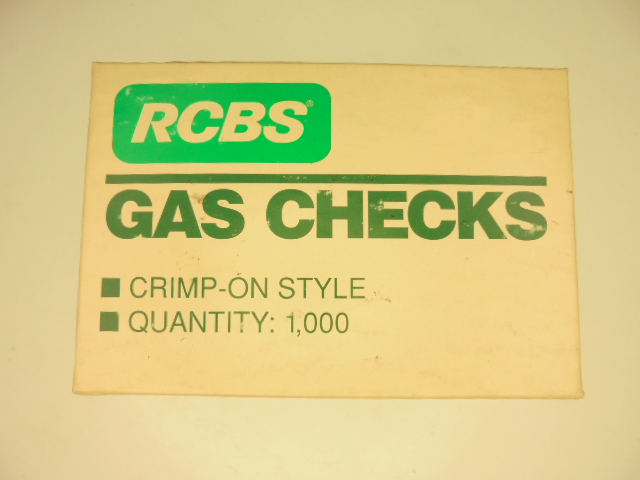 RCBS®
GAS CHECKS
■ CRIMP-ON STYLE
■ QUANTITY: 1,000